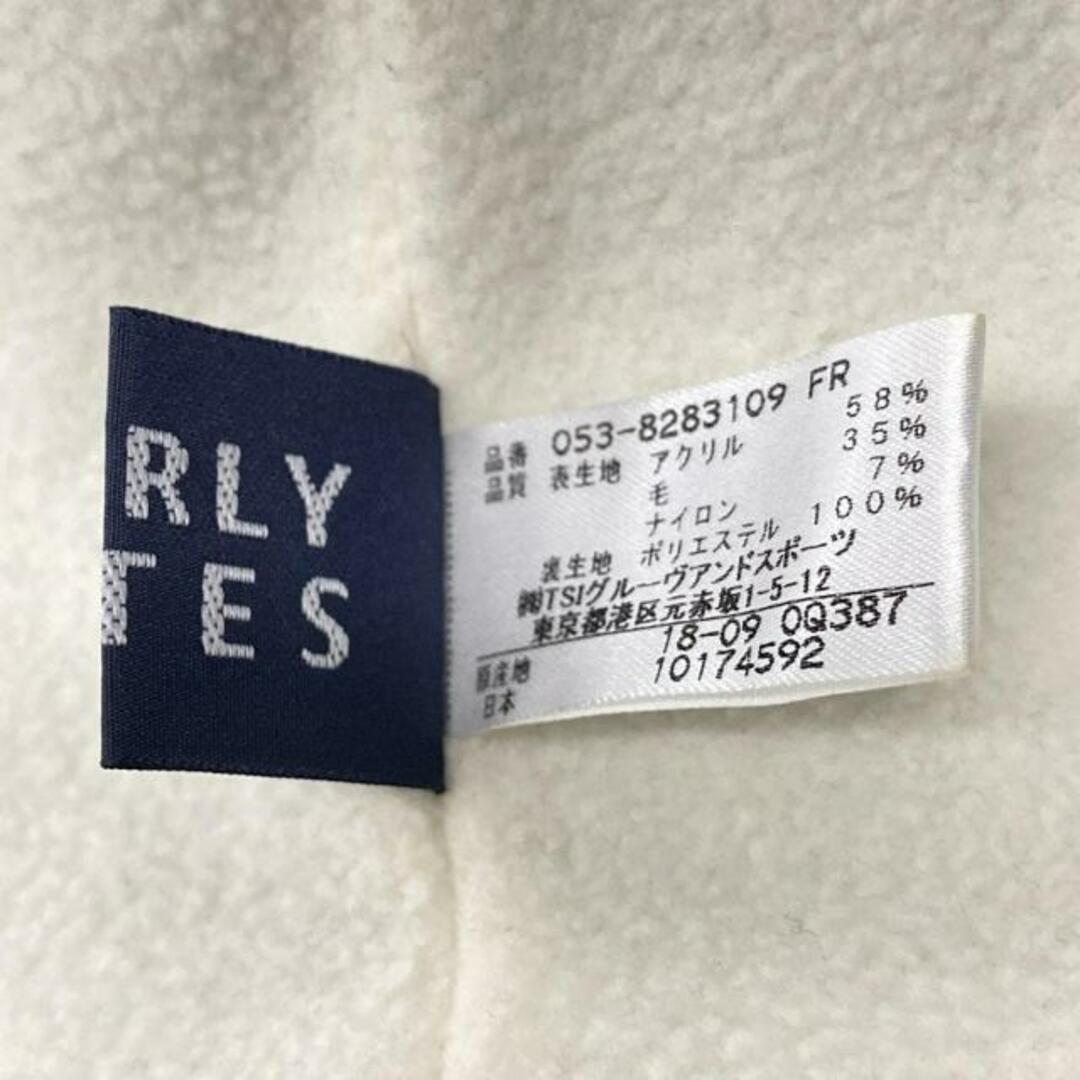 RLY
TES
品番 053-8283109 FR
品質 表生地 アクリル 58%
毛 35%
ナイロン 7%
裏生地 ポリエステル 100%
㈱TSIグルーヴアンドスポーツ
東京都港区元赤坂1-5-12
18-09 0Q387
原産地 10174592
日本